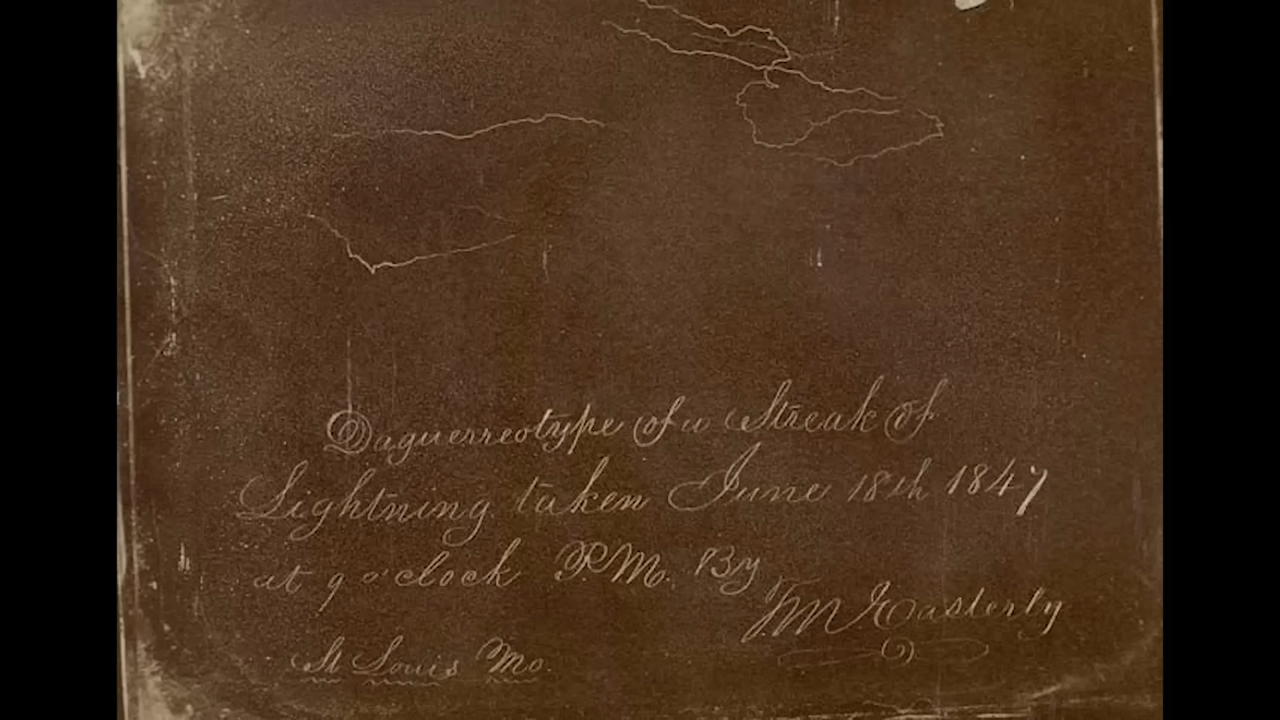 Daguerreotype of a Streak of
Lightning taken June 18th 1847
at 9 o'clock P.M. By
T.M. Easterly
St Louis Mo.